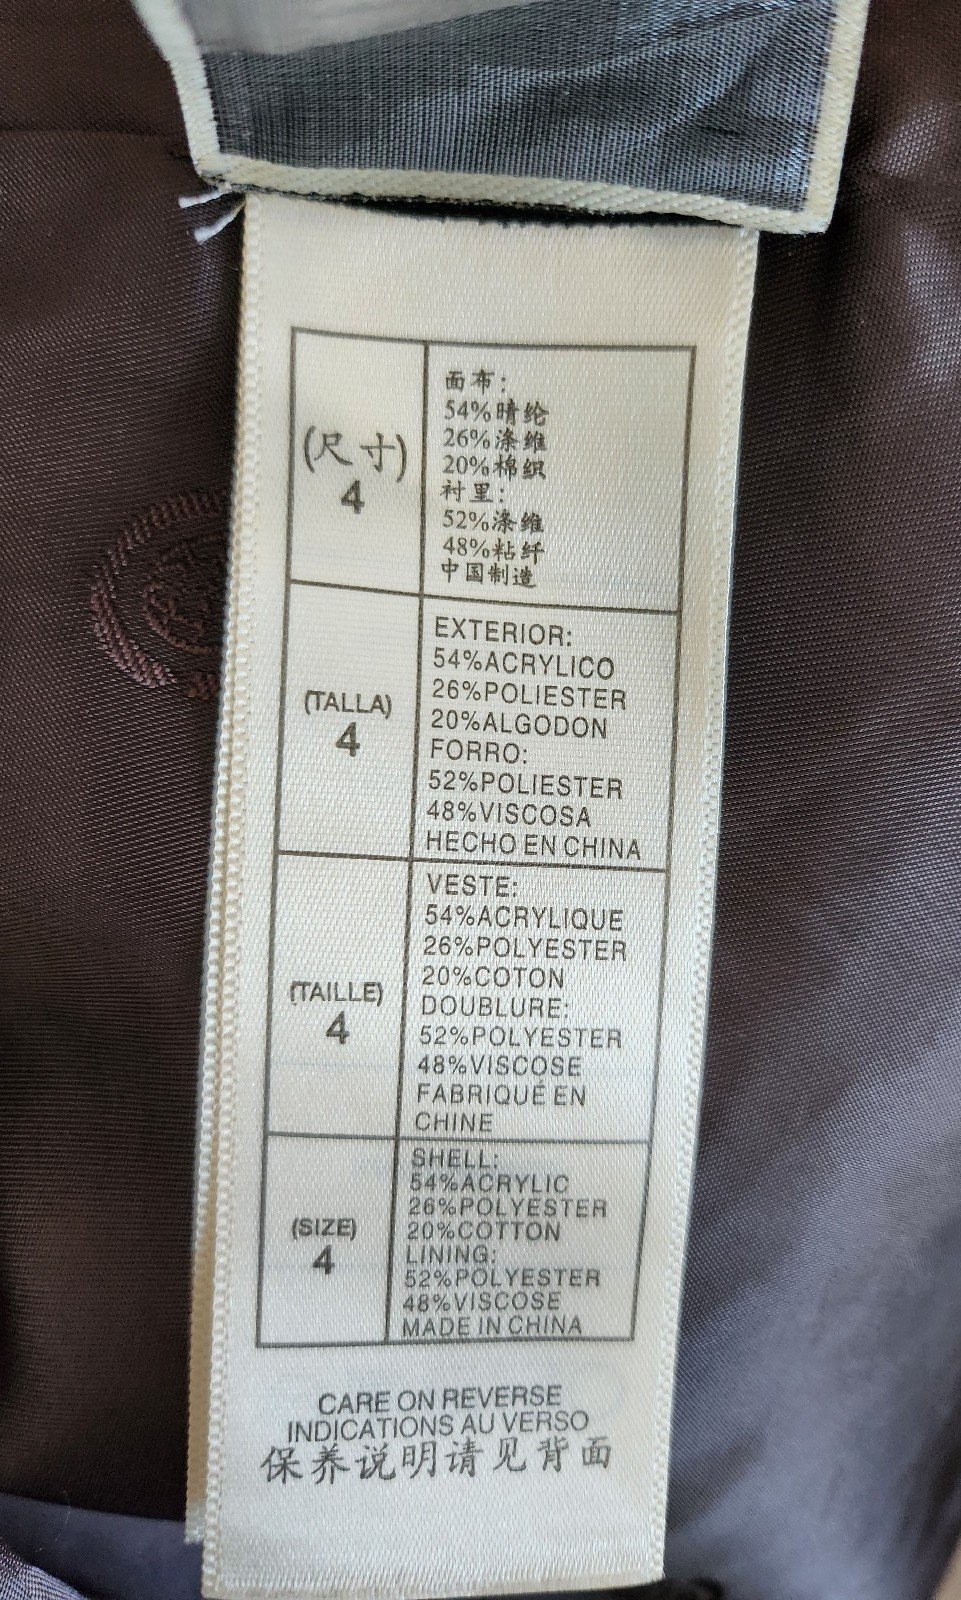 (尺寸)
4
面布:
54%晴纶
26%涤维
20%棉织
衬里:
52%涤维
48%粘纤
中国制造
(TALLA)
4
EXTERIOR:
54%ACRYLICO
26%POLIESTER
20%ALGODON
FORRO:
52%POLIESTER
48%VISCOSA
HECHO EN CHINA
(TAILLE)
4
VESTE:
54%ACRYLIQUE
26%POLYESTER
20%COTON
DOUBLURE:
52%POLYESTER
48%VISCOSE
FABRIQUÉ EN
CHINE
(SIZE)
4
SHELL:
54%ACRYLIC
26%POLYESTER
20%COTTON
LINING:
52%POLYESTER
48%VISCOSE
MADE IN CHINA
CARE ON REVERSE
INDICATIONS AU VERSO
保养说明请见背面